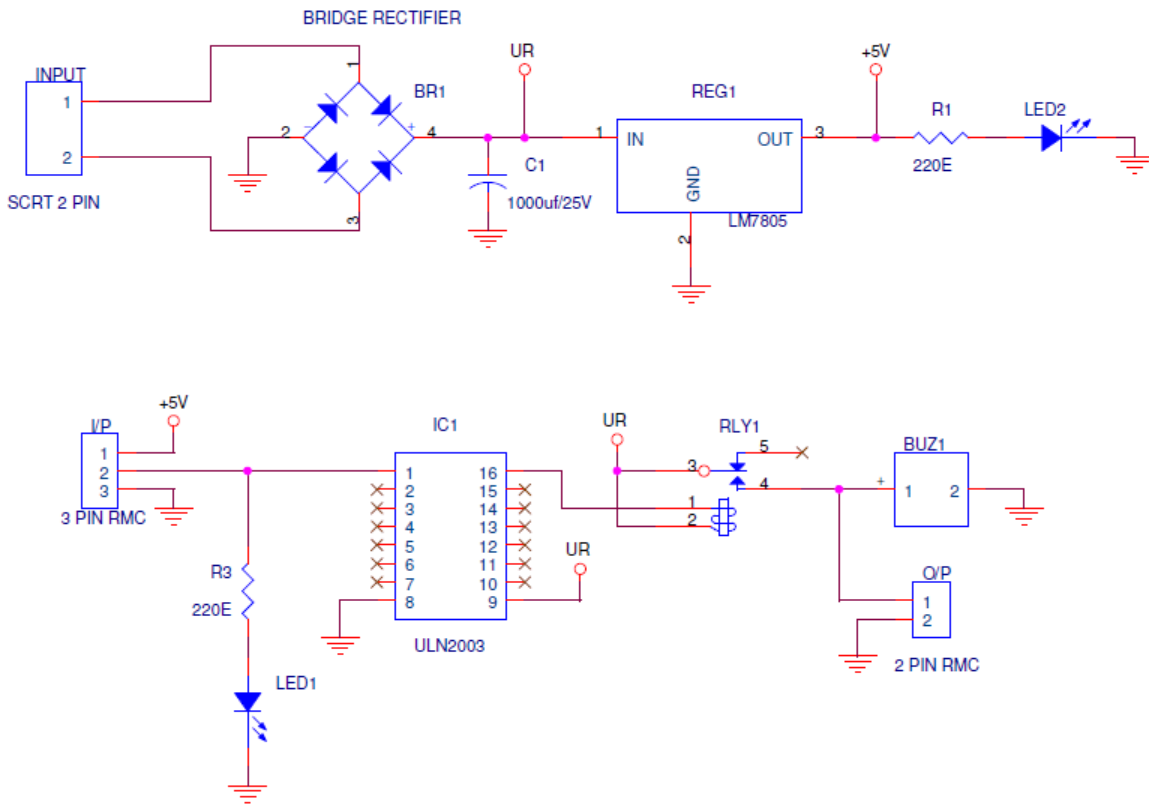 BRIDGE RECTIFIER
UR
+5V
INPUT
1
BR1
REG1
R1
LED2
1
2
SCRT 2 PIN
2
-
+
4
3
C1
1000uf/25V
1
IN
OUT
3
GND
2
LM7805
220E
+5V
I/P
1
2
3
3 PIN RMC
R3
220E
LED1
IC1
1
2
3
4
5
6
7
8
16
15
14
13
12
11
10
9
ULN2003
UR
UR
RLY1
5
3
4
1
2
BUZ1
+
1
2
O/P
1
2
2 PIN RMC